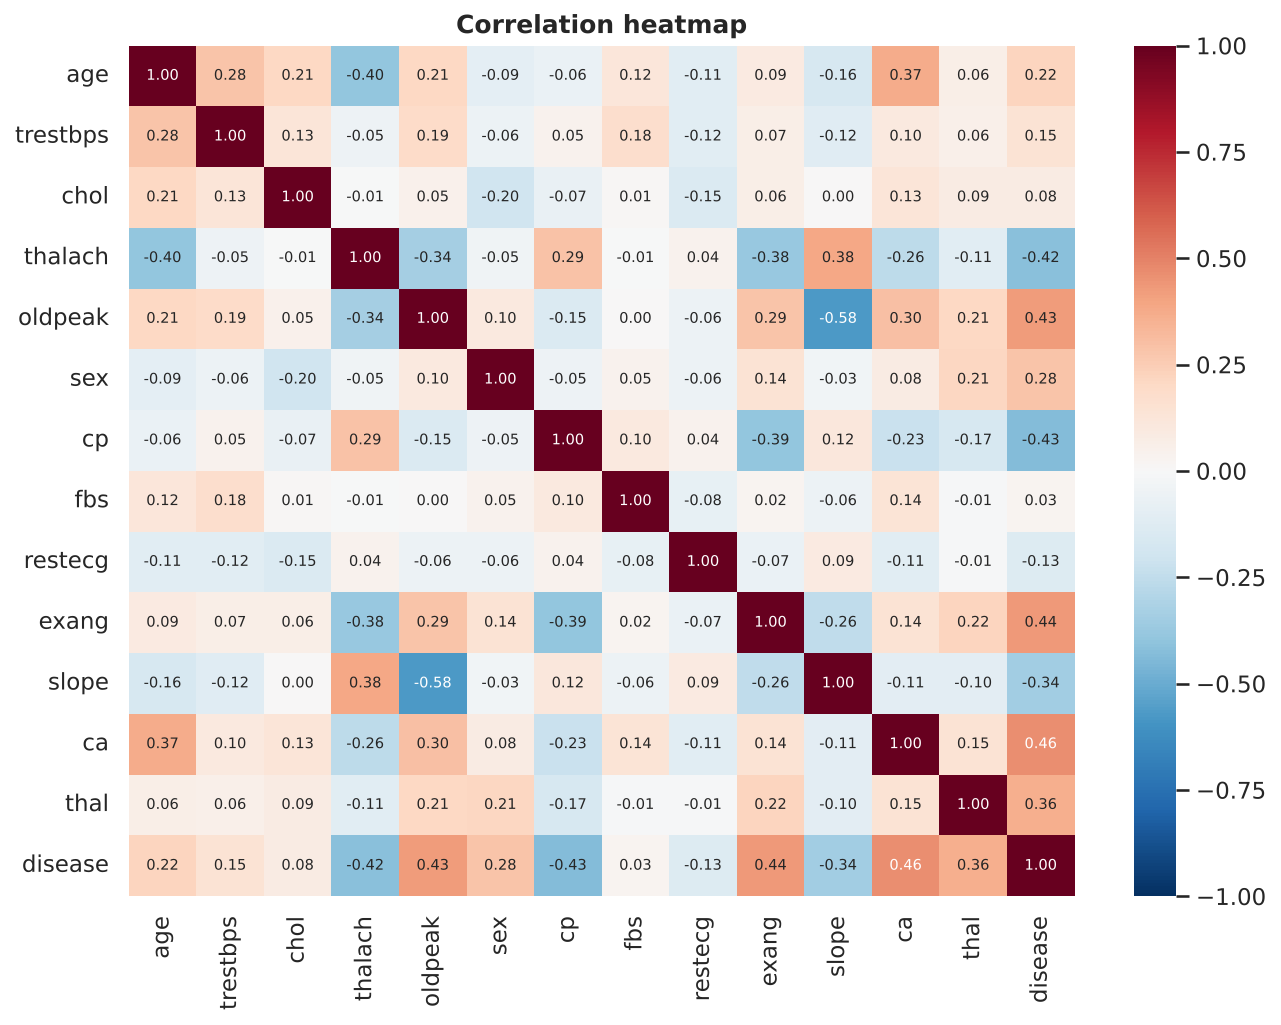 Correlation heatmap
age 1.00 0.28 0.21 -0.40 0.21 -0.09 -0.06 0.12 -0.11 0.09 -0.16 0.37 0.06 0.22
trestbps 0.28 1.00 0.13 -0.05 0.19 -0.06 0.05 0.18 -0.12 0.07 -0.12 0.10 0.06 0.15
chol 0.21 0.13 1.00 -0.01 0.05 -0.20 -0.07 0.01 -0.15 0.06 0.00 0.13 0.09 0.08
thalach -0.40 -0.05 -0.01 1.00 -0.34 -0.05 0.29 -0.01 0.04 -0.38 0.38 -0.26 -0.11 -0.42
oldpeak 0.21 0.19 0.05 -0.34 1.00 0.10 -0.15 0.00 -0.06 0.29 -0.58 0.30 0.21 0.43
sex -0.09 -0.06 -0.20 -0.05 0.10 1.00 -0.05 0.05 -0.06 0.14 -0.03 0.08 0.21 0.28
cp -0.06 0.05 -0.07 0.29 -0.15 -0.05 1.00 0.10 0.04 -0.39 0.12 -0.23 -0.17 -0.43
fbs 0.12 0.18 0.01 -0.01 0.00 0.05 0.10 1.00 -0.08 0.02 -0.06 0.14 -0.01 0.03
restecg -0.11 -0.12 -0.15 0.04 -0.06 -0.06 0.04 -0.08 1.00 -0.07 0.09 -0.11 -0.01 -0.13
exang 0.09 0.07 0.06 -0.38 0.29 0.14 -0.39 0.02 -0.07 1.00 -0.26 0.14 0.22 0.44
slope -0.16 -0.12 0.00 0.38 -0.58 -0.03 0.12 -0.06 0.09 -0.26 1.00 -0.11 -0.10 -0.34
ca 0.37 0.10 0.13 -0.26 0.30 0.08 -0.23 0.14 -0.11 0.14 -0.11 1.00 0.15 0.46
thal 0.06 0.06 0.09 -0.11 0.21 0.21 -0.17 -0.01 -0.01 0.22 -0.10 0.15 1.00 0.36
disease 0.22 0.15 0.08 -0.42 0.43 0.28 -0.43 0.03 -0.13 0.44 -0.34 0.46 0.36 1.00
age trestbps chol thalach oldpeak sex cp fbs restecg exang slope ca thal disease
1.00
0.75
0.50
0.25
0.00
−0.25
−0.50
−0.75
−1.00